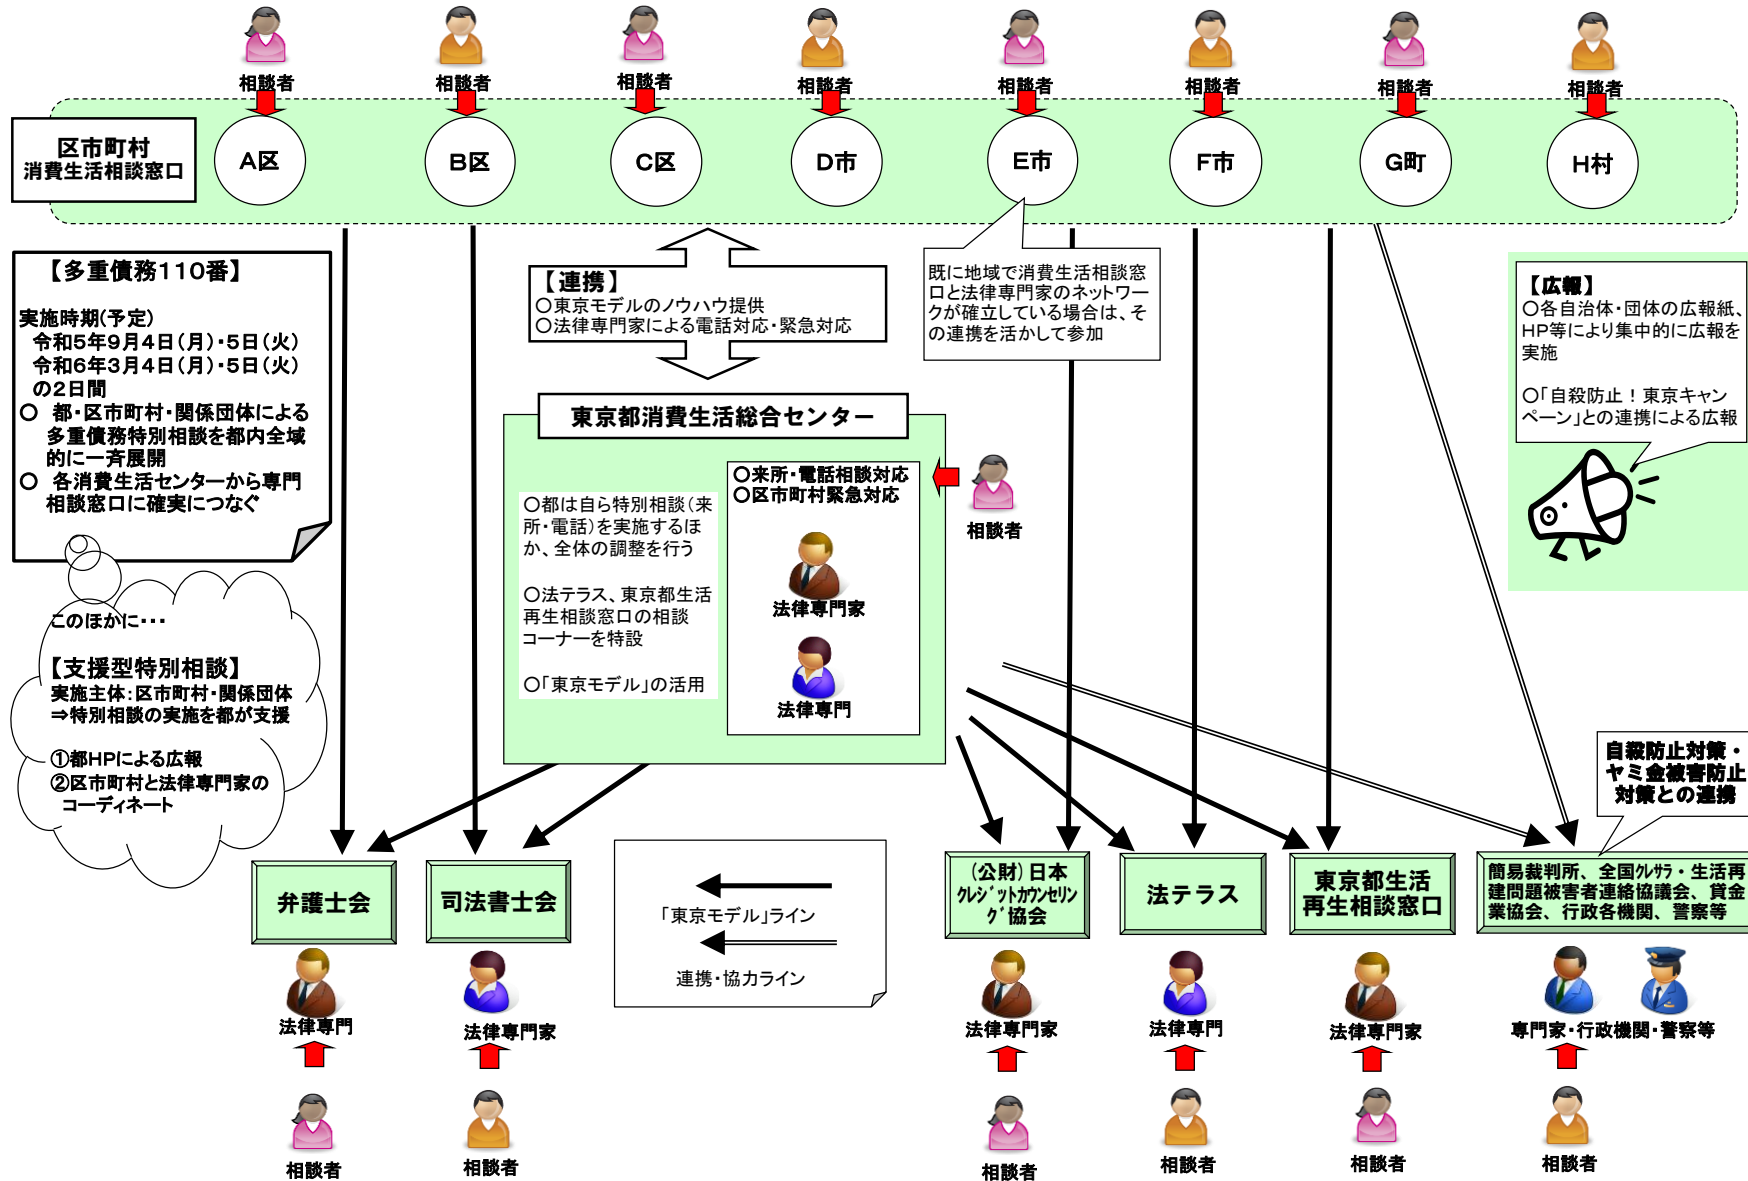 相談者
相談者
相談者
相談者
相談者
相談者
相談者
相談者
区市町村
消費生活相談窓口
A区
B区
C区
D市
E市
F市
G町
H村
【多重債務110番】
実施時期(予定)
令和5年9月4日(月)・5日(火)
令和6年3月4日(月)・5日(火)
の2日間
○ 都・区市町村・関係団体による
多重債務特別相談を都内全域
的に一斉展開
○ 各消費生活センターから専門
相談窓口に確実につなぐ
【連携】
○東京モデルのノウハウ提供
○法律専門家による電話対応・緊急対応
既に地域で消費生活相談窓
口と法律専門家のネットワー
クが確立している場合は、そ
の連携を活かして参加
【広報】
○各自治体・団体の広報紙、
HP等により集中的に広報を
実施
○「自殺防止!東京キャン
ペーン」との連携による広報
東京都消費生活総合センター
○都は自ら特別相談(来
所・電話)を実施するほ
か、全体の調整を行う
○法テラス、東京都生活
再生相談窓口の相談
コーナーを特設
○「東京モデル」の活用
○来所・電話相談対応
○区市町村緊急対応
法律専門家
法律専門
相談者
このほかに・・・
【支援型特別相談】
実施主体:区市町村・関係団体
⇒特別相談の実施を都が支援
①都HPによる広報
②区市町村と法律専門家の
コーディネート
自殺防止対策・
ヤミ金被害防止
対策との連携
弁護士会
司法書士会
「東京モデル」ライン
連携・協力ライン
(公財)日本
クレジットカウンセリン
グ協会
法テラス
東京都生活
再生相談窓口
簡易裁判所、全国クレサラ・生活再
建問題被害者連絡協議会、貸金
業協会、行政各機関、警察等
法律専門
法律専門家
法律専門家
法律専門
法律専門家
専門家・行政機関・警察等
相談者
相談者
相談者
相談者
相談者
相談者